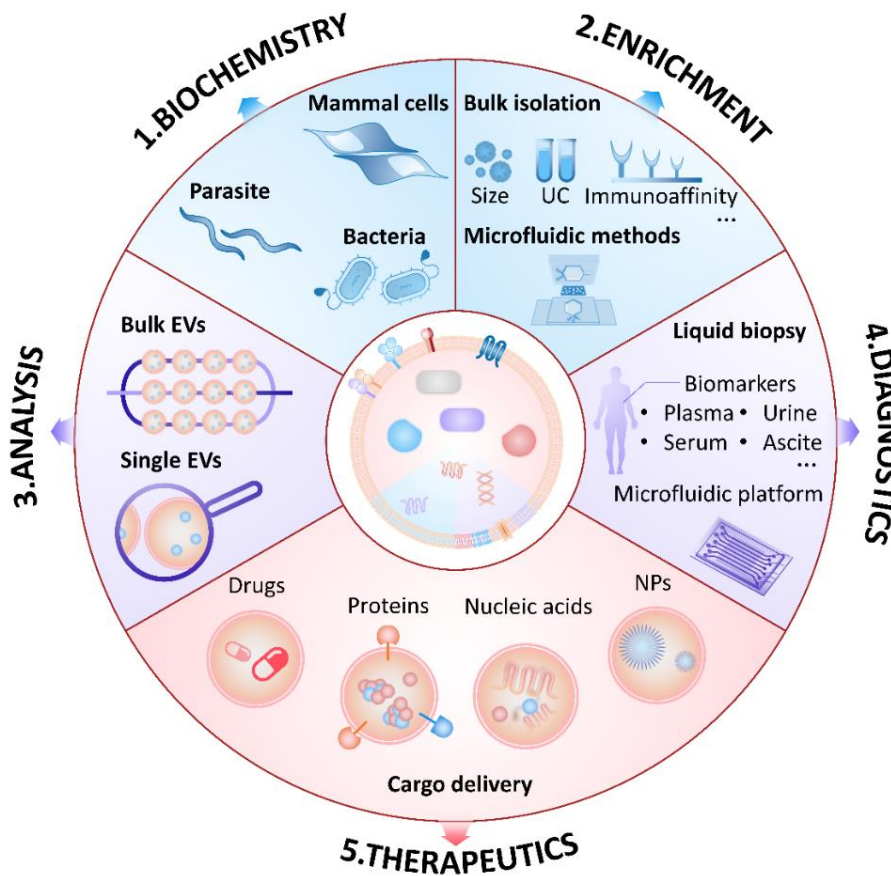 1.BIOCHEMISTRY
Mammal cells
Parasite
Bacteria
2.ENRICHMENT
Bulk isolation
Size UC Immunoaffinity
...
Microfluidic methods
3.ANALYSIS
Bulk EVs
Single EVs
4.DIAGNOSTICS
Liquid biopsy
Biomarkers
• Plasma • Urine
• Serum • Ascite
...
Microfluidic platform
5.THERAPEUTICS
Drugs
Proteins
Nucleic acids
NPs
Cargo delivery